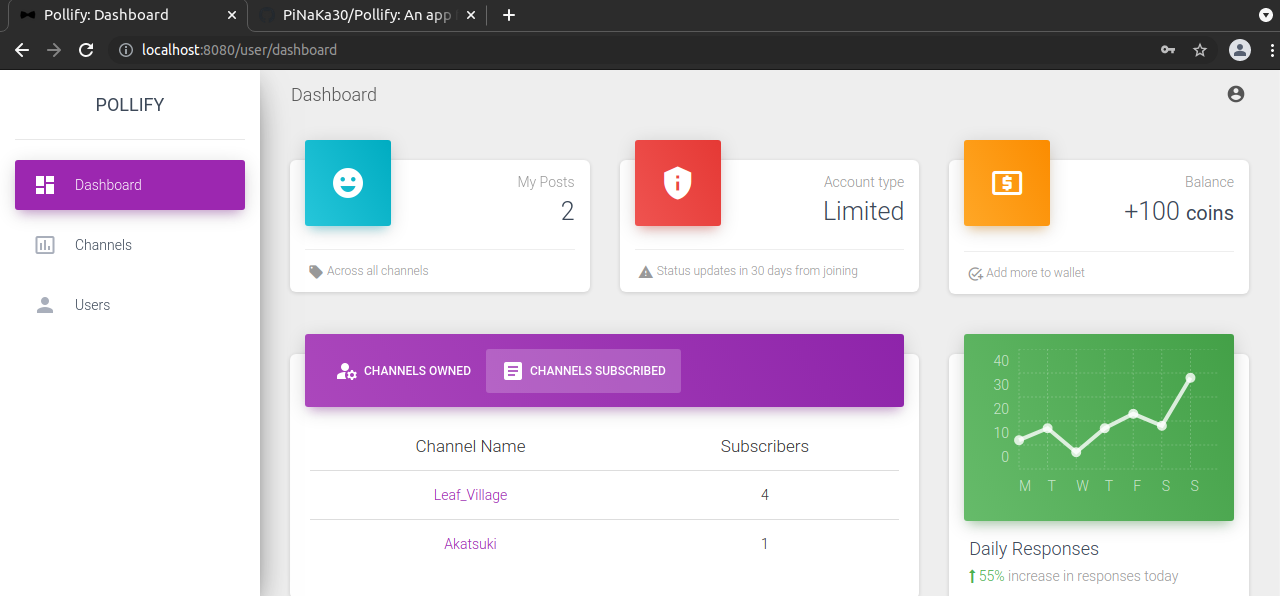 Pollify: Dashboard
PiNaKa30/Pollify: An app
localhost:8080/user/dashboard
POLLIFY
Dashboard
Channels
Users
Dashboard
My Posts
2
Across all channels
Account type
Limited
Status updates in 30 days from joining
Balance
+100 coins
Add more to wallet
CHANNELS OWNED
CHANNELS SUBSCRIBED
Channel Name Subscribers
Leaf_Village 4
Akatsuki 1
40
30
20
10
0
M T W T F S S
Daily Responses
55% increase in responses today